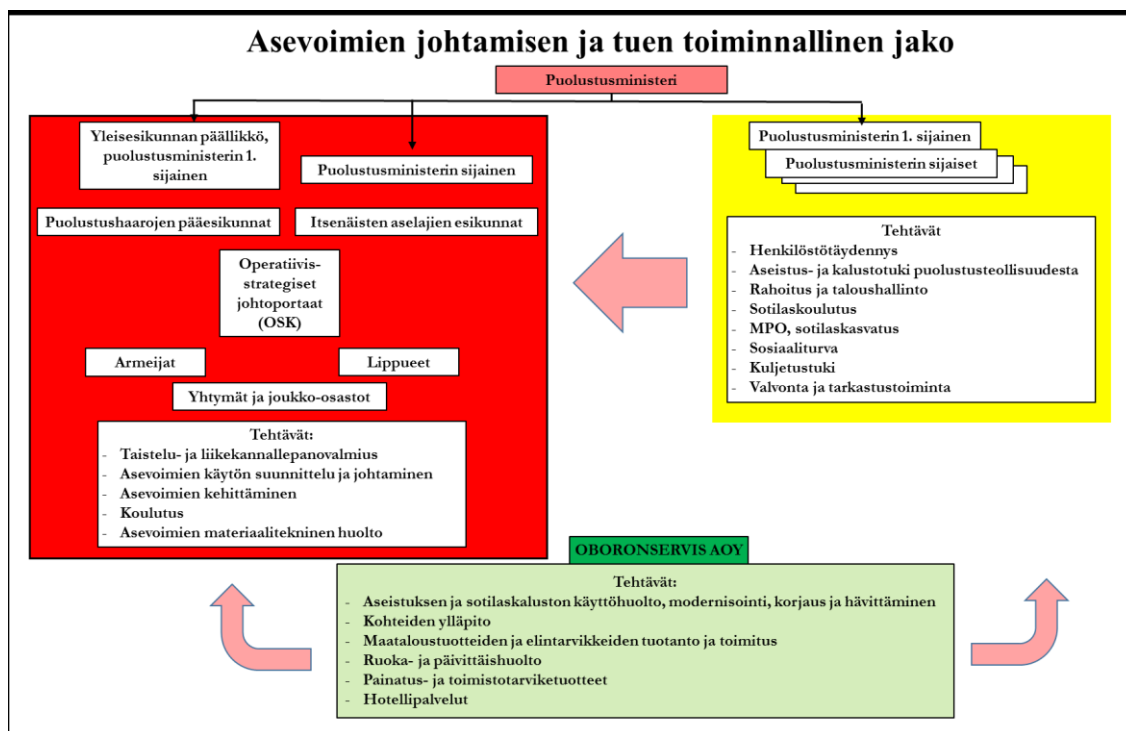 Asevoimien johtamisen ja tuen toiminnallinen jako
Puolustusministeri
Yleisesikunnan päällikkö,
puolustusministerin 1.
sijainen
Puolustusministerin sijainen
Puolustushaarojen pääesikunnat
Itsenäisten aselajien esikunnat
Operatiivis-
strategiset
johtoportaat
(OSK)
Armeijat
Lippueet
Yhtymät ja joukko-osastot
Tehtävät:
- Taistelu- ja liikekannallepanovalmius
- Asevoimien käytön suunnittelu ja johtaminen
- Asevoimien kehittäminen
- Koulutus
- Asevoimien materiaalitekninen huolto
Puolustusministerin 1. sijainen
Puolustusministerin sijaiset
Tehtävät
- Henkilöstötäydennys
- Aseistus- ja kalustotuki puolustusteollisuudesta
- Rahoitus ja taloushallinto
- Sotilaskoulutus
- MPO, sotilaskasvatus
- Sosiaaliturva
- Kuljetustuki
- Valvonta ja tarkastustoiminta
OBORONSERVIS AOY
Tehtävät:
- Aseistuksen ja sotilaskaluston käyttöhuolto, modernisointi, korjaus ja hävittäminen
- Kohteiden ylläpito
- Maataloustuotteiden ja elintarvikkeiden tuotanto ja toimitus
- Ruoka- ja päivittäishuolto
- Painatus- ja toimistotarviketuotteet
- Hotellipalvelut